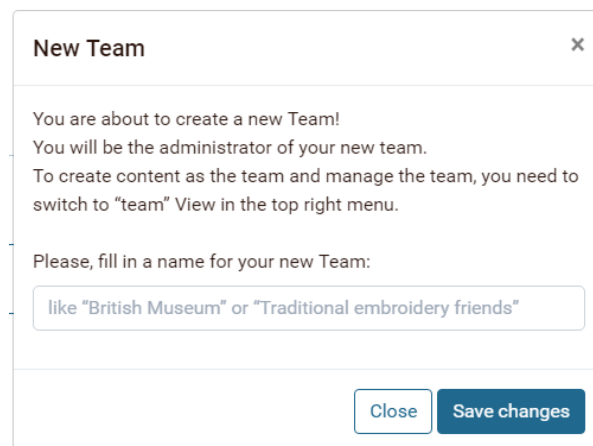 New Team
×
You are about to create a new Team!
You will be the administrator of your new team.
To create content as the team and manage the team, you need to
switch to “team” View in the top right menu.
Please, fill in a name for your new Team:
like “British Museum” or “Traditional embroidery friends”
Close Save changes